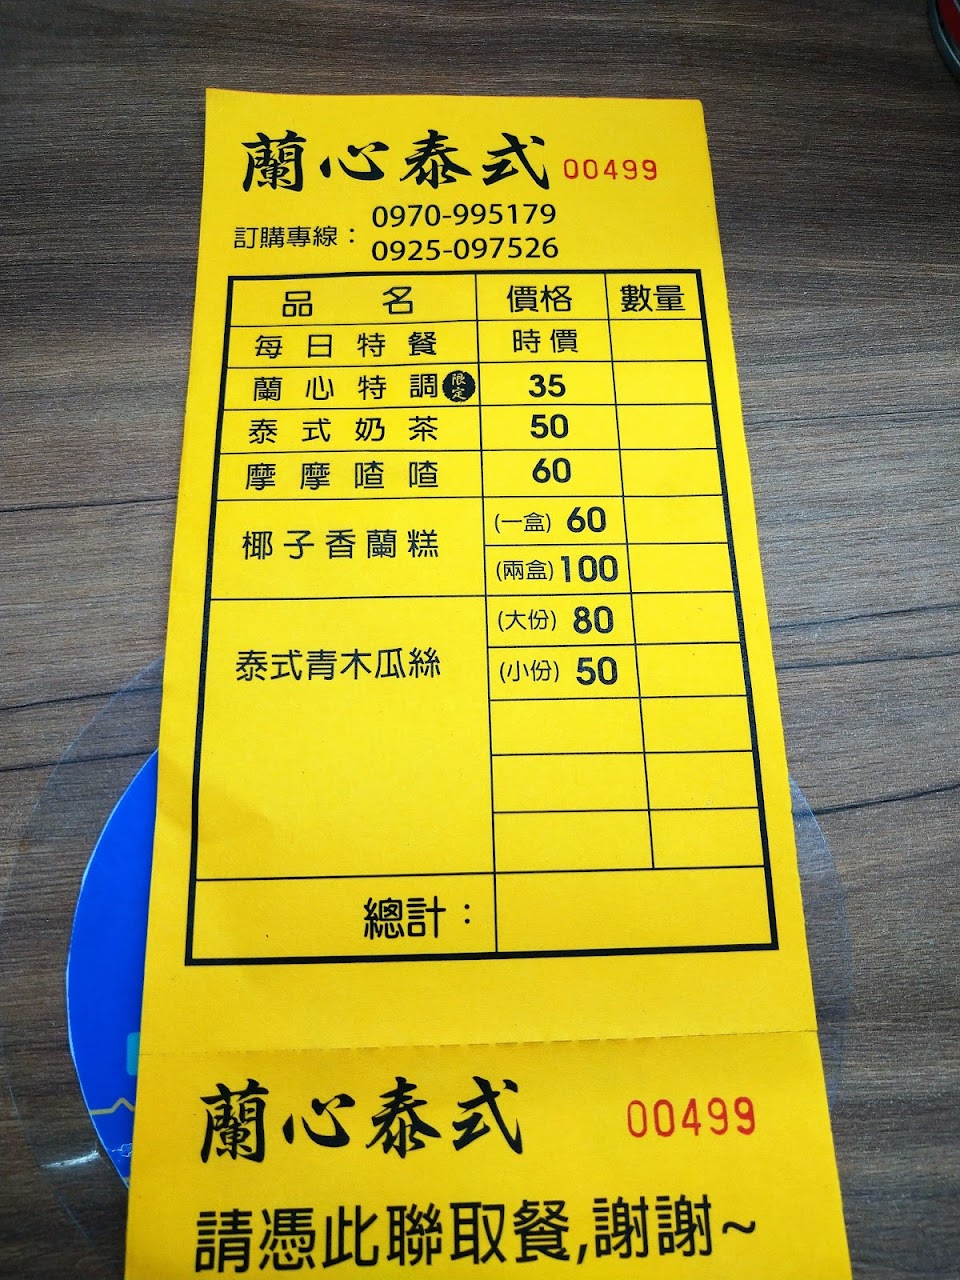 蘭心泰式 00499
訂購專線：
0970-995179
0925-097526
品名 價格 數量
每日特餐 時價
蘭心特調 限定 35
泰式奶茶 50
摩摩喳喳 60
椰子香蘭糕
(一盒) 60
(兩盒) 100
泰式青木瓜絲
(大份) 80
(小份) 50
總計：
蘭心泰式 00499
請憑此聯取餐,謝謝~